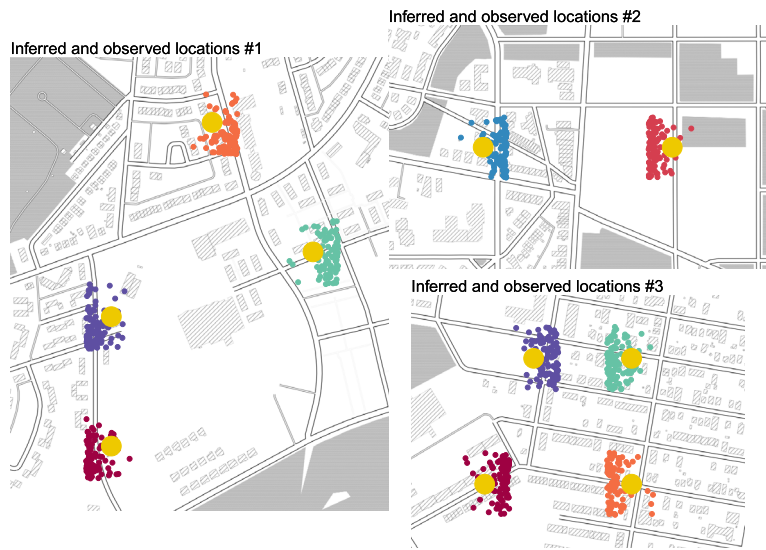 Inferred and observed locations #1
Inferred and observed locations #2
Inferred and observed locations #3